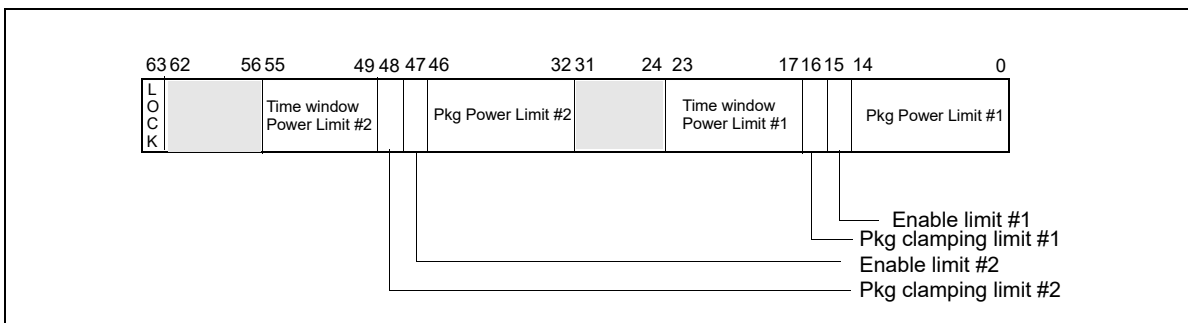 63 62 56 55 49 48 47 46 32 31 24 23 17 16 15 14 0
L
O
C
K
Time window
Power Limit #2
Pkg Power Limit #2
Time window
Power Limit #1
Pkg Power Limit #1
Enable limit #1
Pkg clamping limit #1
Enable limit #2
Pkg clamping limit #2